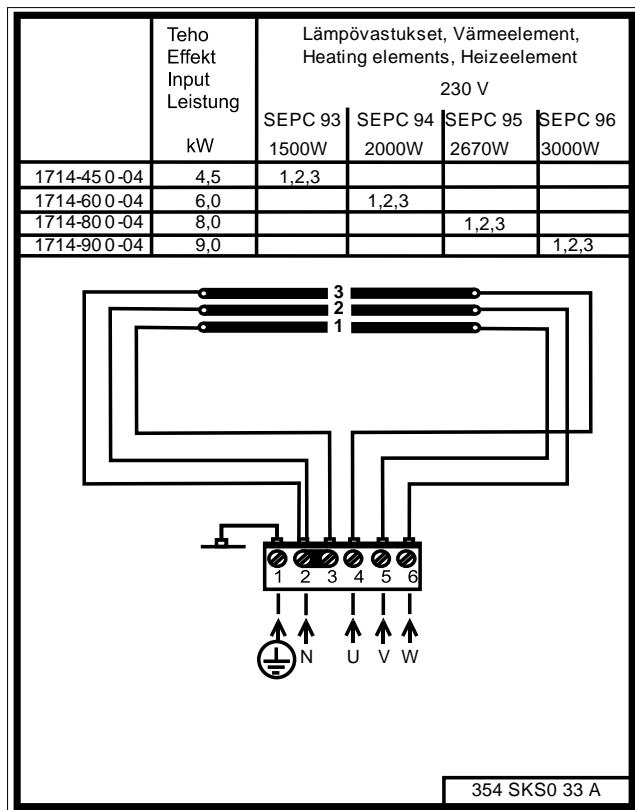 Teho
Effekt
Input
Leistung
kW
Lämpövastukset, Värmeelement,
Heating elements, Heizeelement
230 V
SEPC 93 SEPC 94 SEPC 95 SEPC 96
1500W 2000W 2670W 3000W
1714-450-04 4,5 1,2,3
1714-600-04 6,0 1,2,3
1714-800-04 8,0 1,2,3
1714-900-04 9,0 1,2,3
3
2
1
1 2 3 4 5 6
N U V W
354 SKS0 33 A